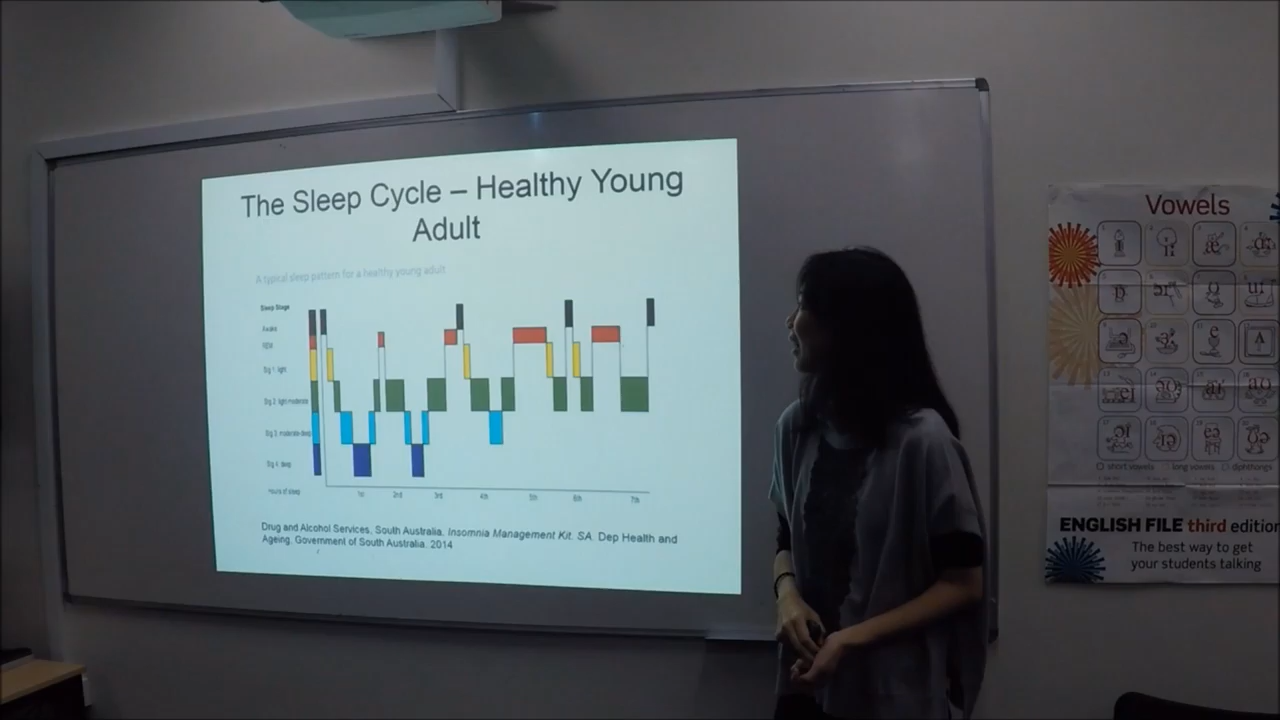 The Sleep Cycle – Healthy Young
Adult
A typical sleep pattern for a healthy young adult
Sleep Stage
Awake
REM
Stg 1: light
Stg 2: light-moderate
Stg 3: moderate-deep
Stg 4: deep
Hours of sleep
1st 2nd 3rd 4th 5th 6th 7th
Drug and Alcohol Services, South Australia, Insomnia Management Kit. SA. Dep Health and
Ageing, Government of South Australia. 2014
Vowels
short vowels long vowels diphthongs
ENGLISH FILE third edition
The best way to get
your students talking